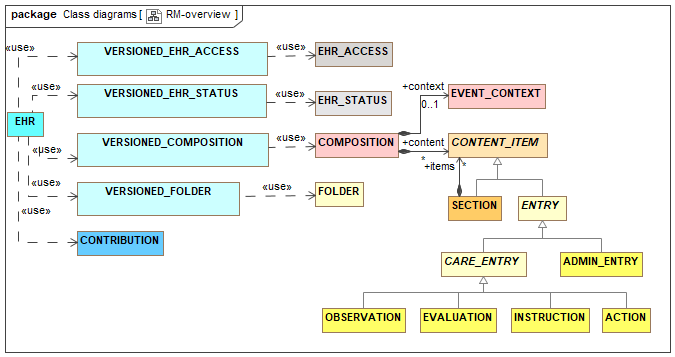 package Class diagrams [ RM-overview ]
«use»
VERSIONED_EHR_ACCESS
«use»
EHR_ACCESS
«use»
VERSIONED_EHR_STATUS
«use»
EHR_STATUS
+context
0..1
EVENT_CONTEXT
EHR
«use»
VERSIONED_COMPOSITION
«use»
COMPOSITION
+content
*
CONTENT_ITEM
+items
*
«use»
VERSIONED_FOLDER
«use»
FOLDER
SECTION
ENTRY
«use»
CONTRIBUTION
CARE_ENTRY
ADMIN_ENTRY
OBSERVATION
EVALUATION
INSTRUCTION
ACTION